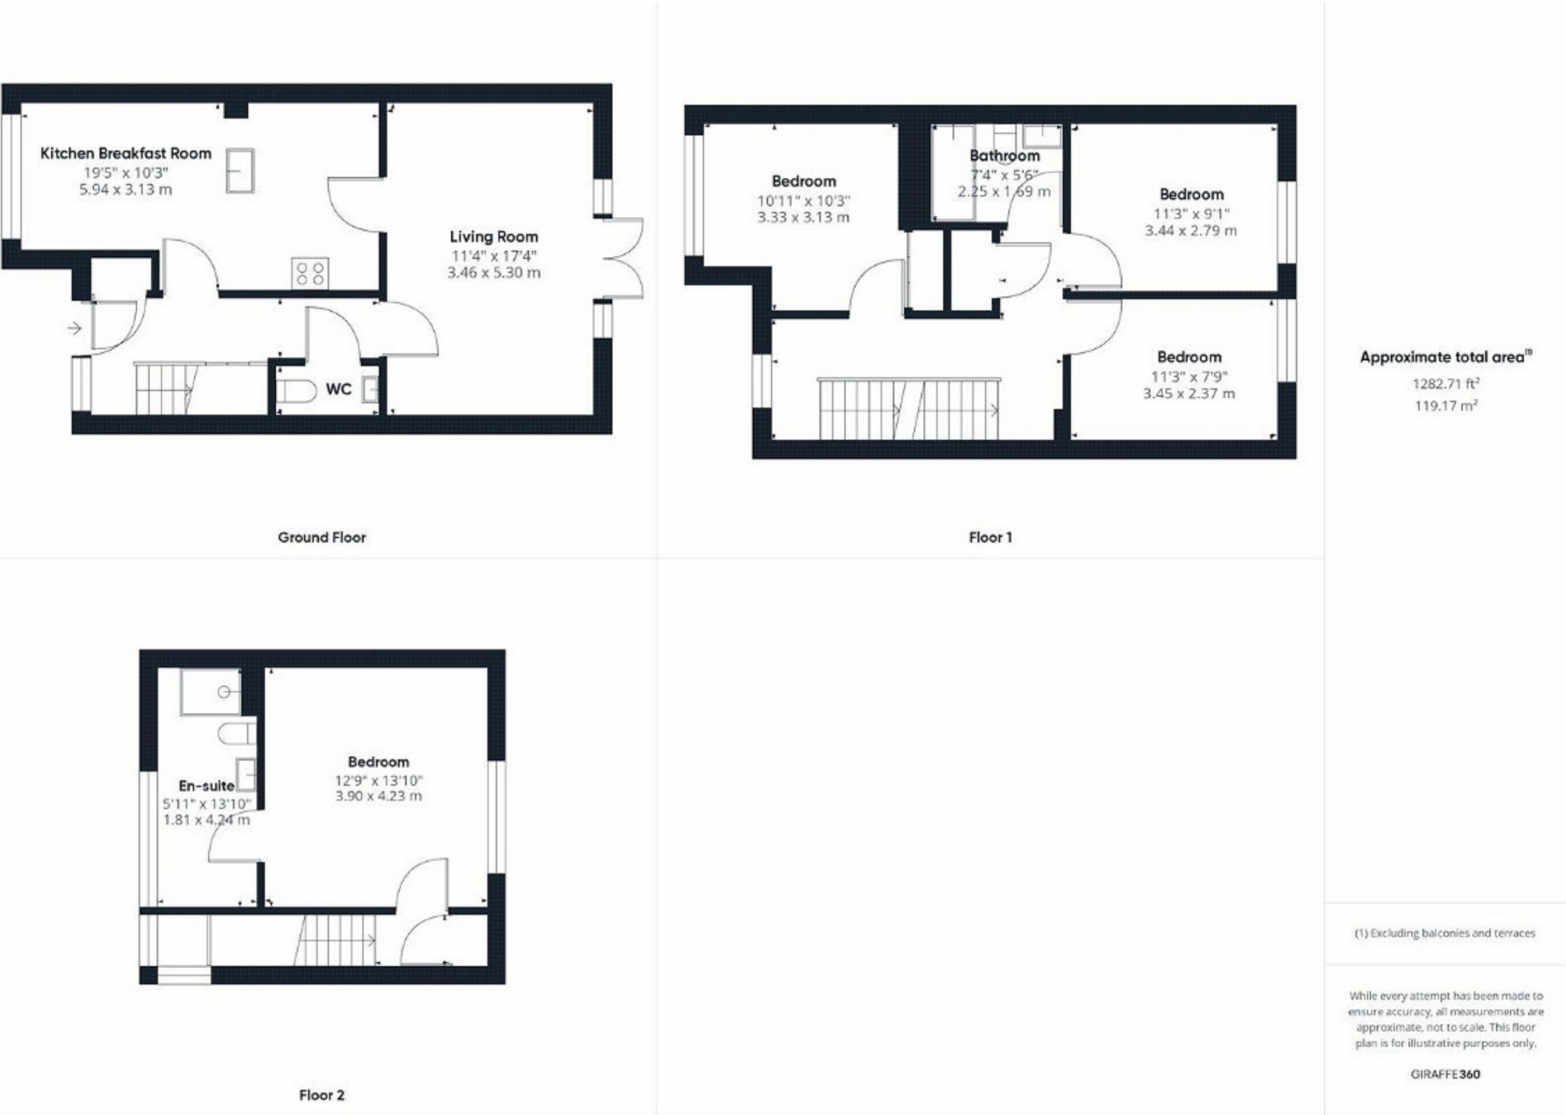 Kitchen Breakfast Room
19'5" x 10'3"
5.94 x 3.13 m
Living Room
11'4" x 17'4"
3.46 x 5.30 m
WC
Ground Floor
Bedroom
10'11" x 10'3"
3.33 x 3.13 m
Bathroom
7'4" x 5'6"
2.25 x 1.69 m
Bedroom
11'3" x 9'1"
3.44 x 2.79 m
Bedroom
11'3" x 7'9"
3.45 x 2.37 m
Floor 1
En-suite
5'11" x 13'10"
1.81 x 4.24 m
Bedroom
12'9" x 13'10"
3.90 x 4.23 m
Floor 2
Approximate total area⁽¹⁾
1282.71 ft²
119.17 m²
(1) Excluding balconies and terraces
While every attempt has been made to
ensure accuracy, all measurements are
approximate, not to scale. This floor
plan is for illustrative purposes only.
GIRAFFE360